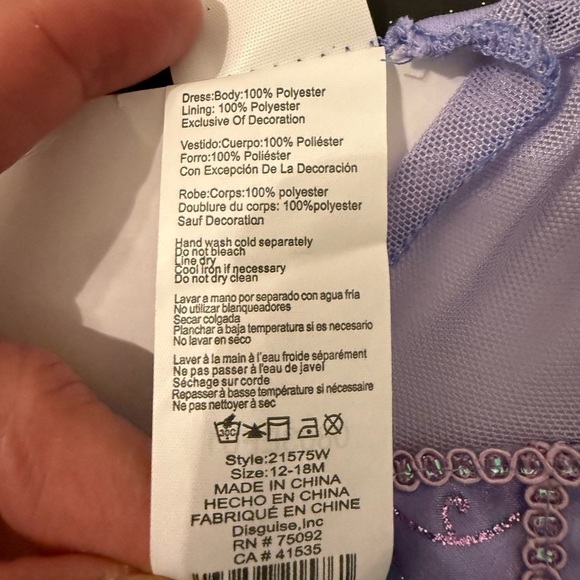 Dress:Body:100% Polyester
Lining: 100% Polyester
Exclusive Of Decoration
Vestido:Cuerpo:100% Poliéster
Forro:100% Poliéster
Con Excepción De La Decoración
Robe:Corps:100% polyester
Doublure du corps: 100%polyester
Sauf Decoration
Hand wash cold separately
Do not bleach
Line dry
Cool iron if necessary
Do not dry clean
Lavar a mano por separado con agua fría
No utilizar blanqueadores
Secar colgada
Planchar a baja temperatura si es necesario
No lavar en seco
Laver à la main à l'eau froide séparément
Ne pas passer à l'eau de javel
Séchage sur corde
Repasser à basse température si nécessaire
Ne pas nettoyer à sec
30C
Style:21575W
Size:12-18M
MADE IN CHINA
HECHO EN CHINA
FABRIQUÉ EN CHINE
Disguise,inc
RN # 75092
CA # 41535